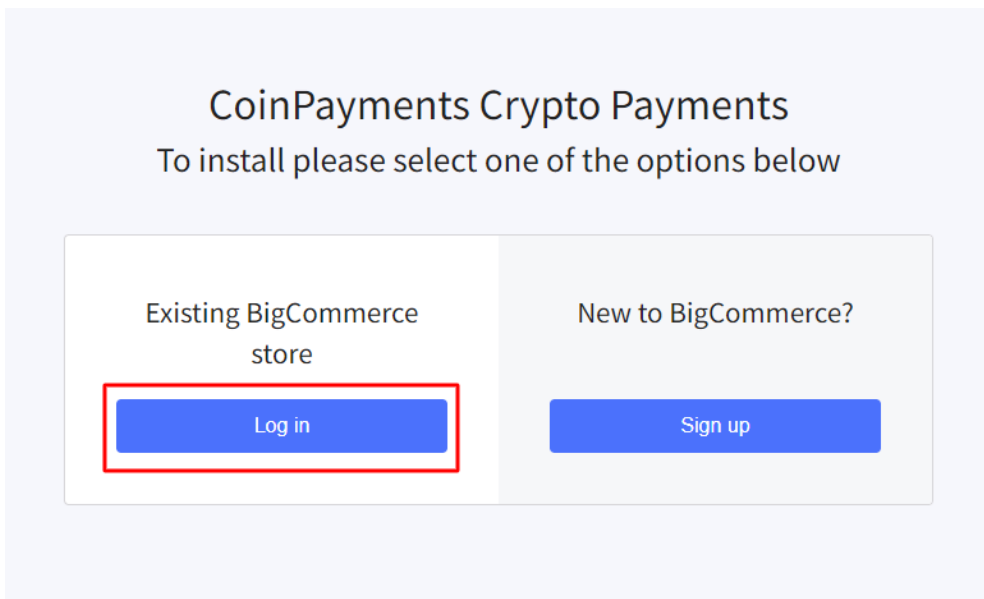 CoinPayments Crypto Payments
To install please select one of the options below
Existing BigCommerce
store
Log in
New to BigCommerce?
Sign up